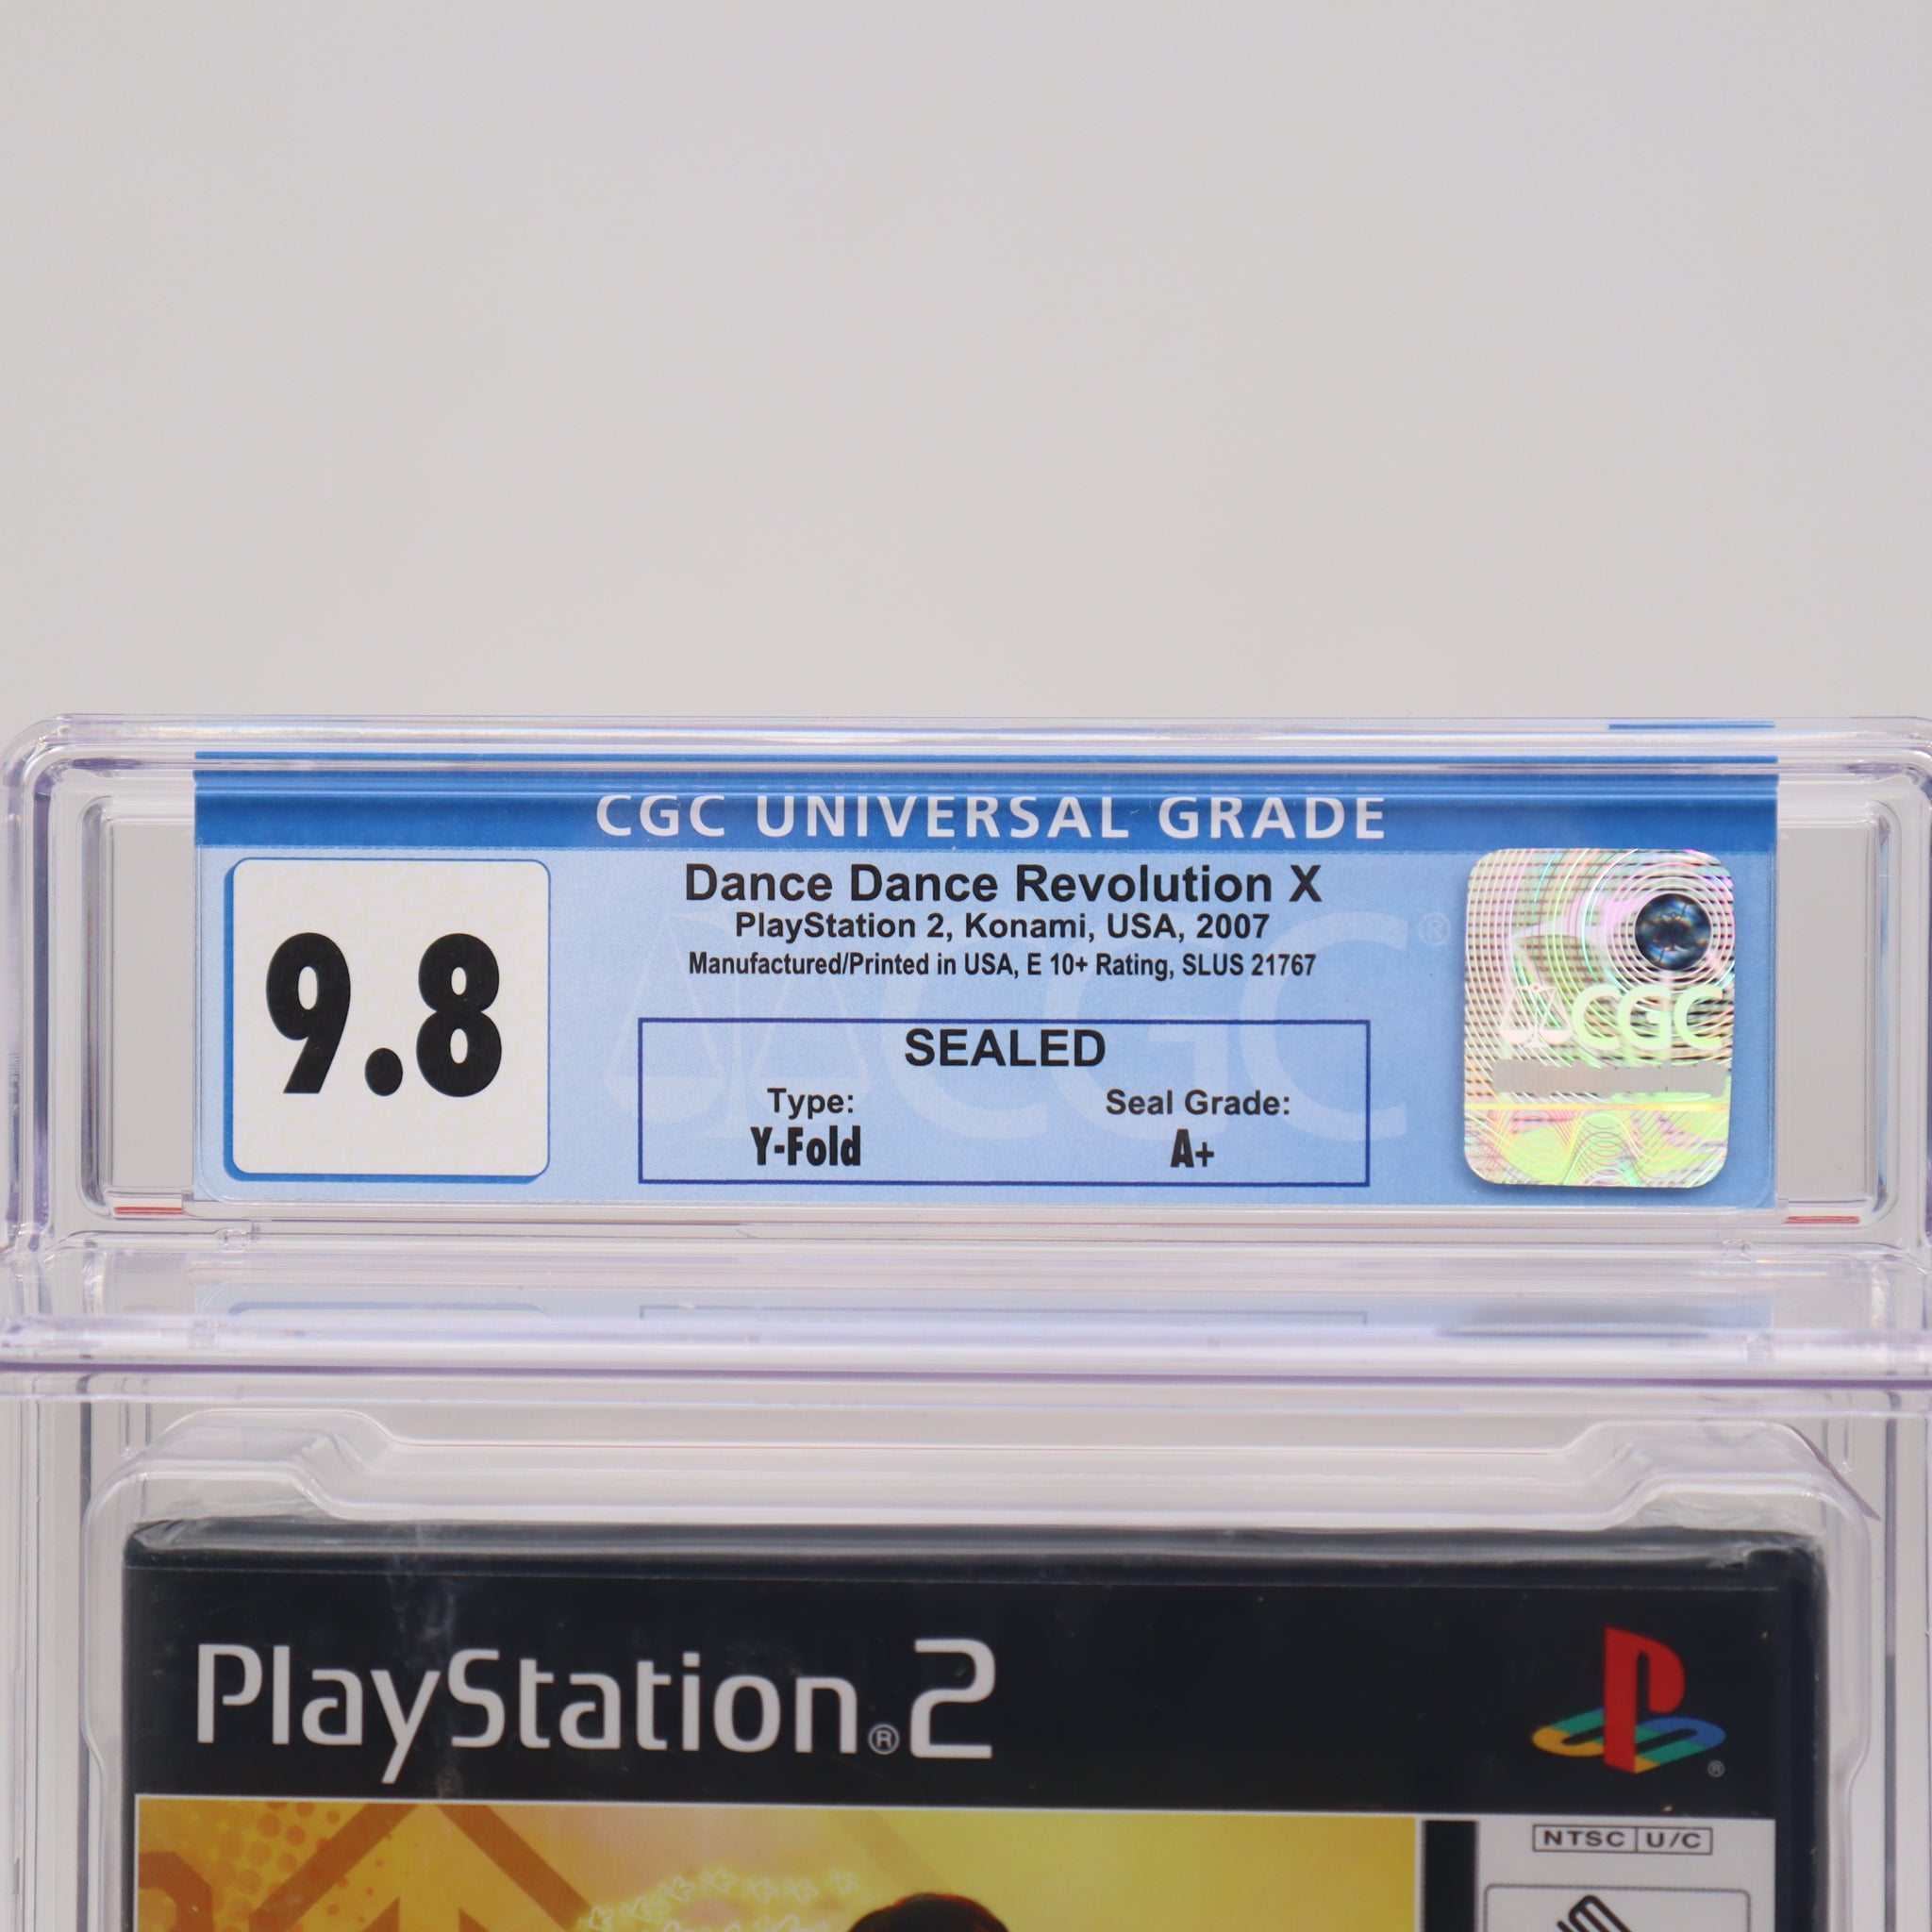 CGC UNIVERSAL GRADE
9.8
Dance Dance Revolution X
PlayStation 2, Konami, USA, 2007
Manufactured/Printed in USA, E 10+ Rating, SLUS 21767
SEALED
Type:
Y-Fold
Seal Grade:
A+
CGC
CGC®
PlayStation®2
®
NTSC U/C